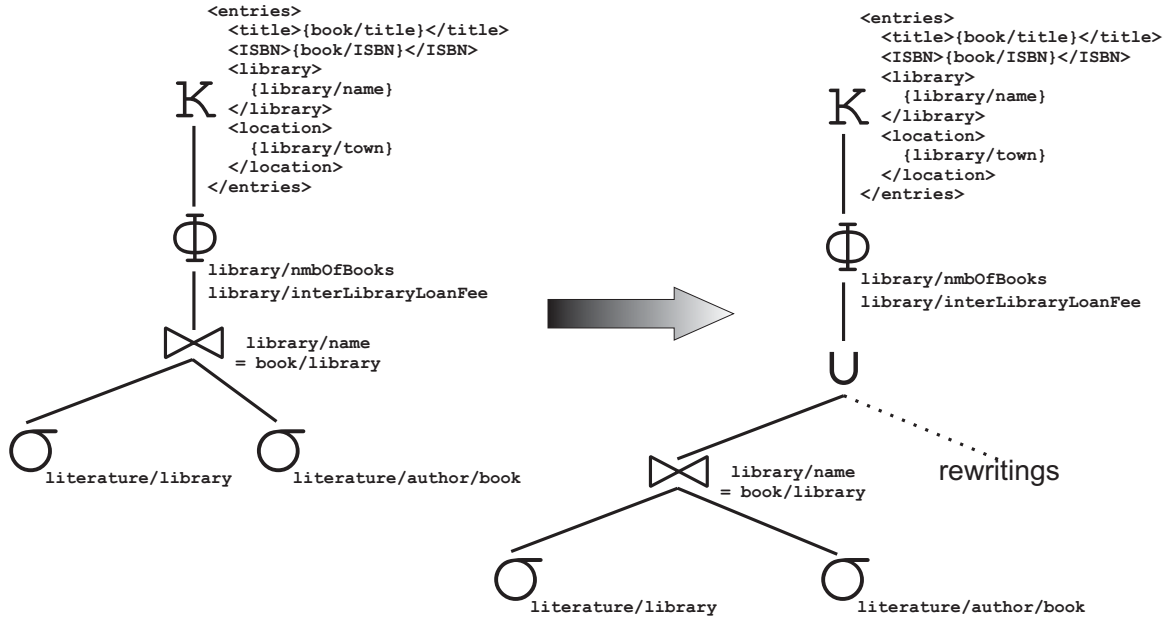 <entries>
<title>{book/title}</title>
<ISBN>{book/ISBN}</ISBN>
<library>
{library/name}
</library>
<location>
{library/town}
</location>
</entries>
κ
Φ
library/nmbOfBooks
library/interLibraryLoanFee
⋈
library/name
= book/library
σ
literature/library
σ
literature/author/book
<entries>
<title>{book/title}</title>
<ISBN>{book/ISBN}</ISBN>
<library>
{library/name}
</library>
<location>
{library/town}
</location>
</entries>
κ
Φ
library/nmbOfBooks
library/interLibraryLoanFee
∪
rewritings
⋈
library/name
= book/library
σ
literature/library
σ
literature/author/book